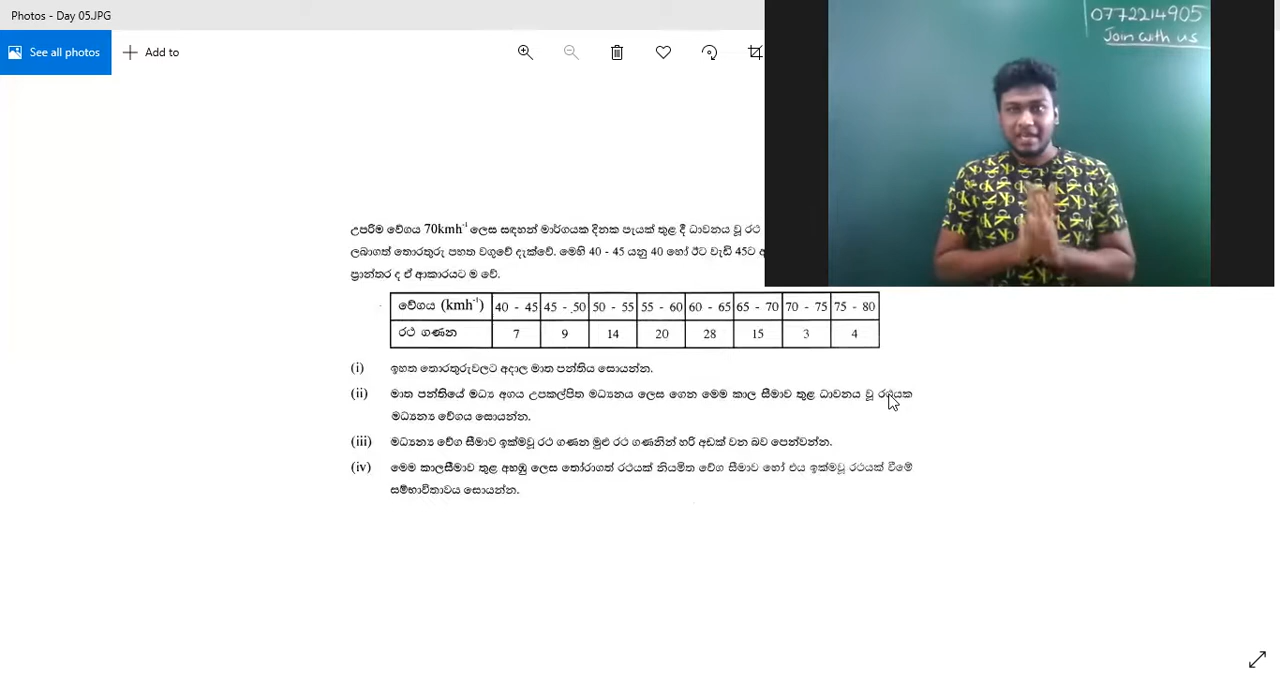 Photos - Day 05.JPG
See all photos
Add to
0772214905
Join with us
උපරිම වේගය 70kmh⁻¹ ලෙස සඳහන් මාර්ගයක දිනක පැයක් තුළ දී ධාවනය වූ රථ
ලබාගත් තොරතුරු පහත වගුවේ දැක්වේ. මෙහි 40 - 45 යනු 40 හෝ ඊට වැඩි 45ට
ප්‍රාන්තර ද ඒ ආකාරයට ම වේ.
වේගය (kmh⁻¹) 40 - 45 45 - 50 50 - 55 55 - 60 60 - 65 65 - 70 70 - 75 75 - 80
රථ ගණන 7 9 14 20 28 15 3 4
(i) ඉහත තොරතුරුවලට අදාල මාත පන්තිය සොයන්න.
(ii) මාත පන්තියේ මධ්‍ය අගය උපකල්පිත මධ්‍යනය ලෙස ගෙන මෙම කාල සීමාව තුළ ධාවනය වූ රථයක
මධ්‍යන්‍ය වේගය සොයන්න.
(iii) මධ්‍යන්‍ය වේග සීමාව ඉක්මවූ රථ ගණන මුළු රථ ගණනින් හරි අඩක් වන බව පෙන්වන්න.
(iv) මෙම කාලසීමාව තුළ අහඹු ලෙස තෝරාගත් රථයක් නියමිත වේග සීමාව හෝ එය ඉක්මවූ රථයක් වීමේ
සම්භාවිතාවය සොයන්න.